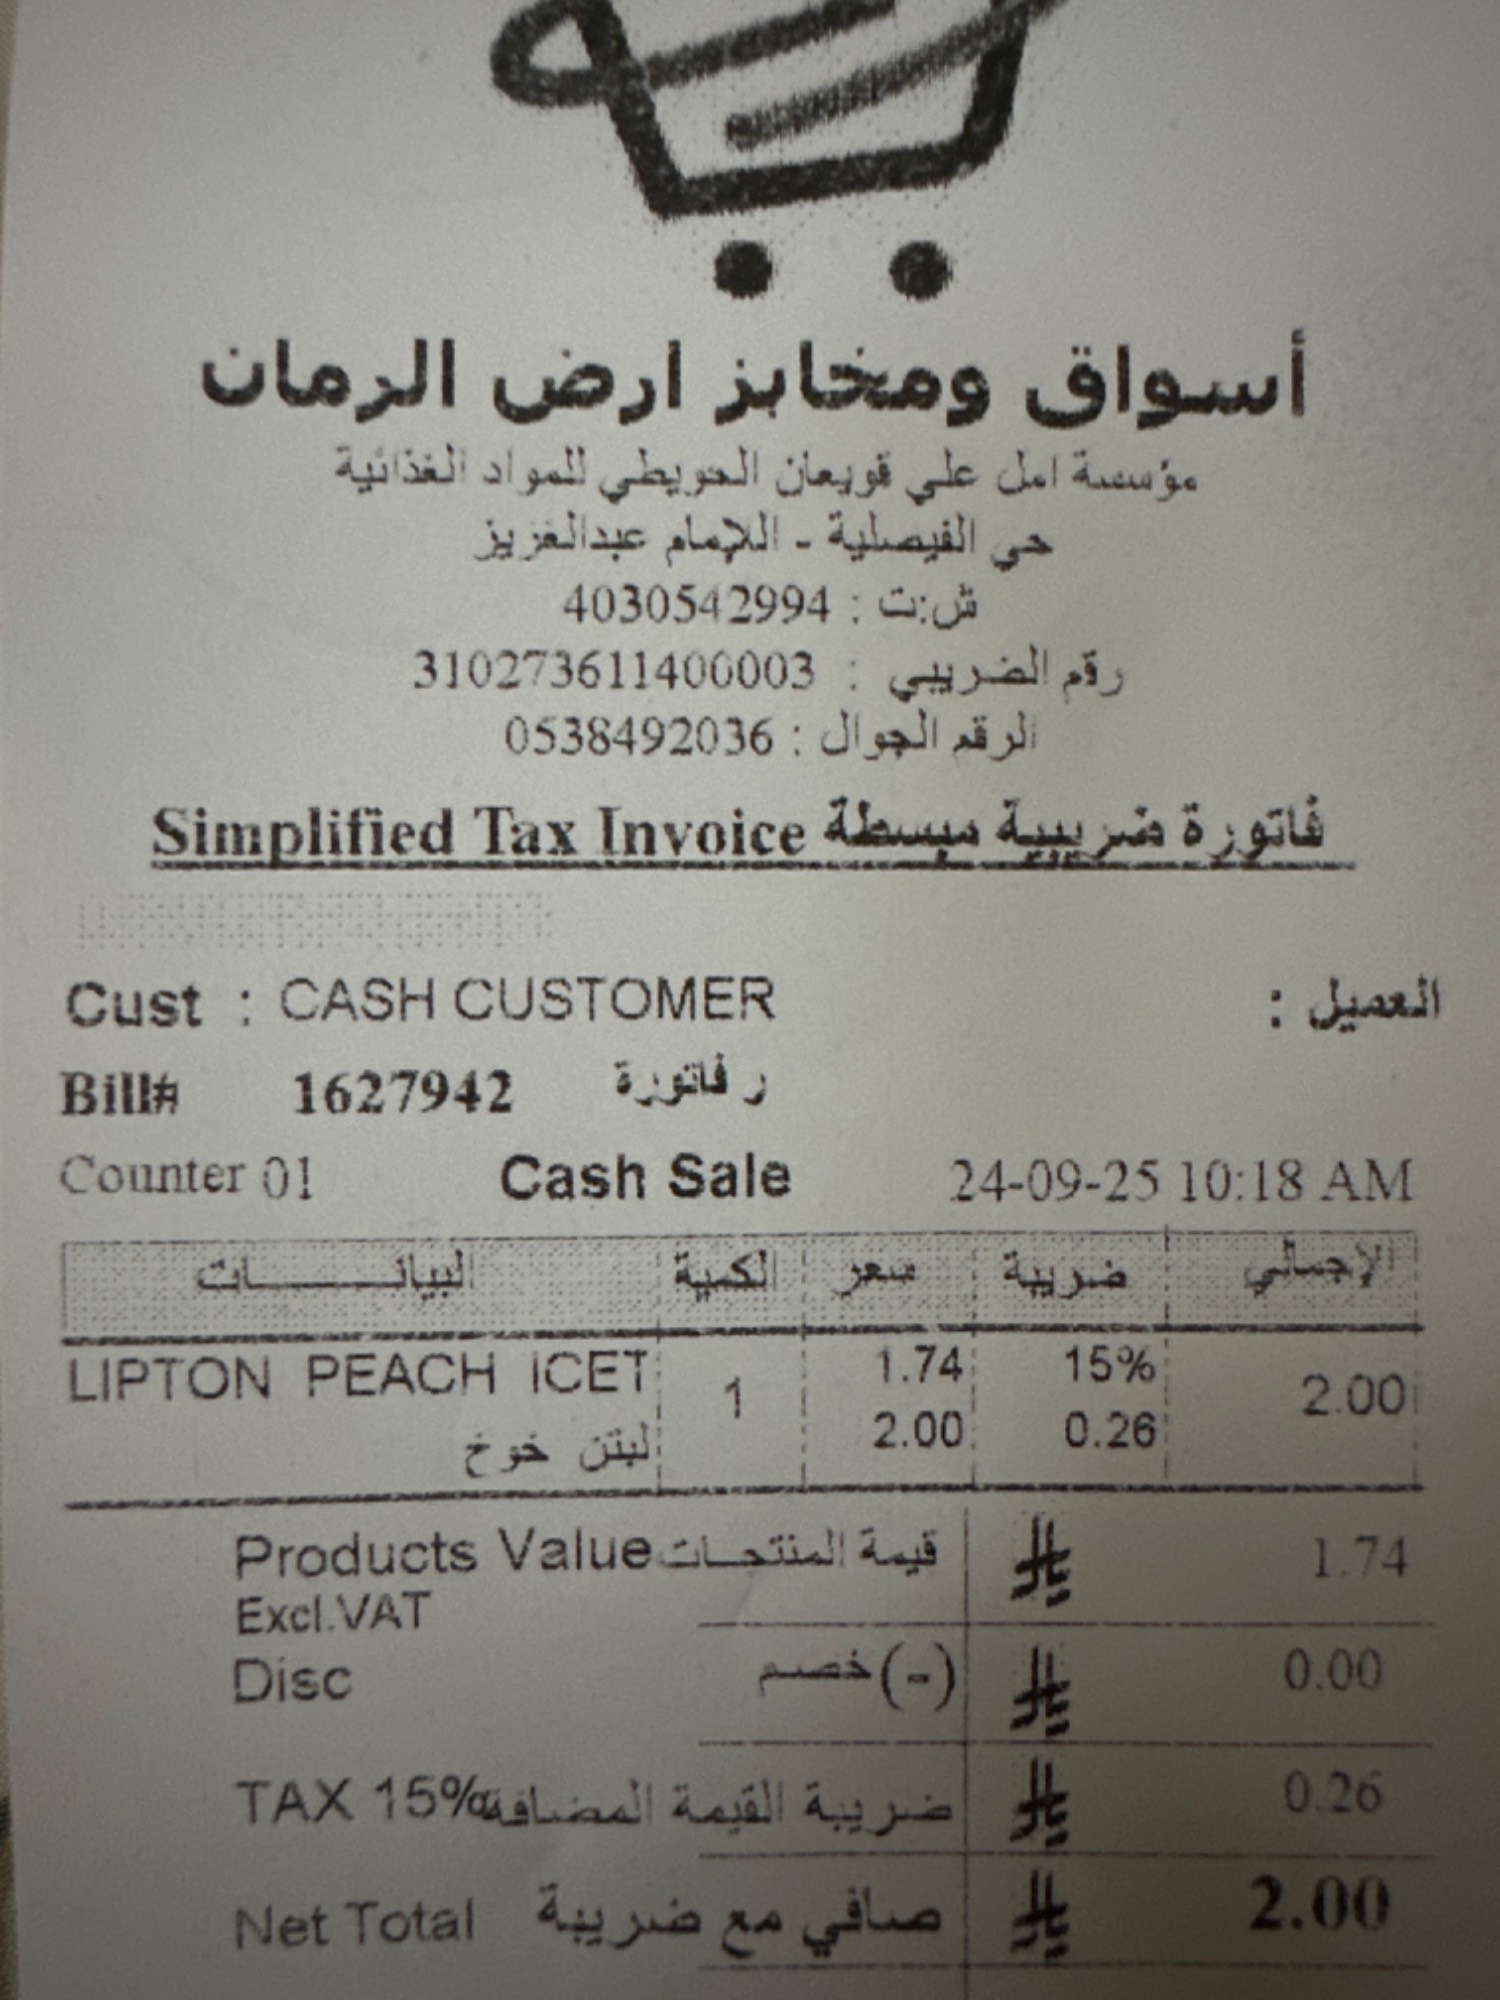 أسواق ومخابز ارض الرمان
مؤسسة امل علي قويعان الحويطي للمواد الغذائية
حي الفيصلية - اللإمام عبدالعزيز
ش:ت : 4030542994
رقم الضريبي : 310273611400003
الرقم الجوال : 0538492036
Simplified Tax Invoice فاتورة ضريبية مبسطة
Cust : CASH CUSTOMER العميل :
Bill# 1627942 ر فاتورة
Counter 01 Cash Sale 24-09-25 10:18 AM
البيانـــــــات الكمية سعر ضريبة الإجمالي
LIPTON PEACH ICET 1 1.74 15% 2.00
لبتن خوخ 2.00 0.26
Products Value قيمة المنتجات 1.74
Excl.VAT
Disc خصم(-) 0.00
TAX 15% ضريبة القيمة المضافة 0.26
Net Total صافي مع ضريبة 2.00